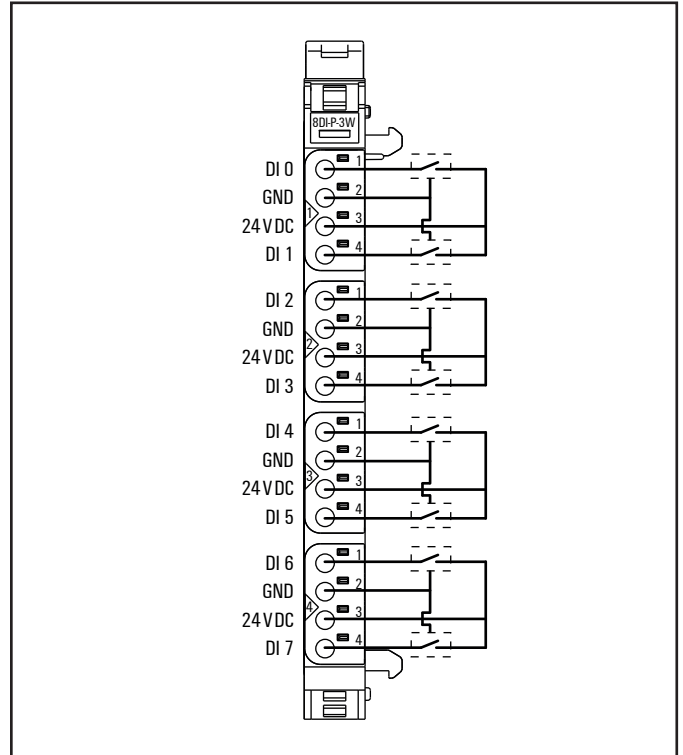 8DI-P-3W
DI 0 1
GND 2
1
24 V DC 3
DI 1 4
DI 2 1
GND 2
2
24 V DC 3
DI 3 4
DI 4 1
GND 2
3
24 V DC 3
DI 5 4
DI 6 1
GND 2
4
24 V DC 3
DI 7 4